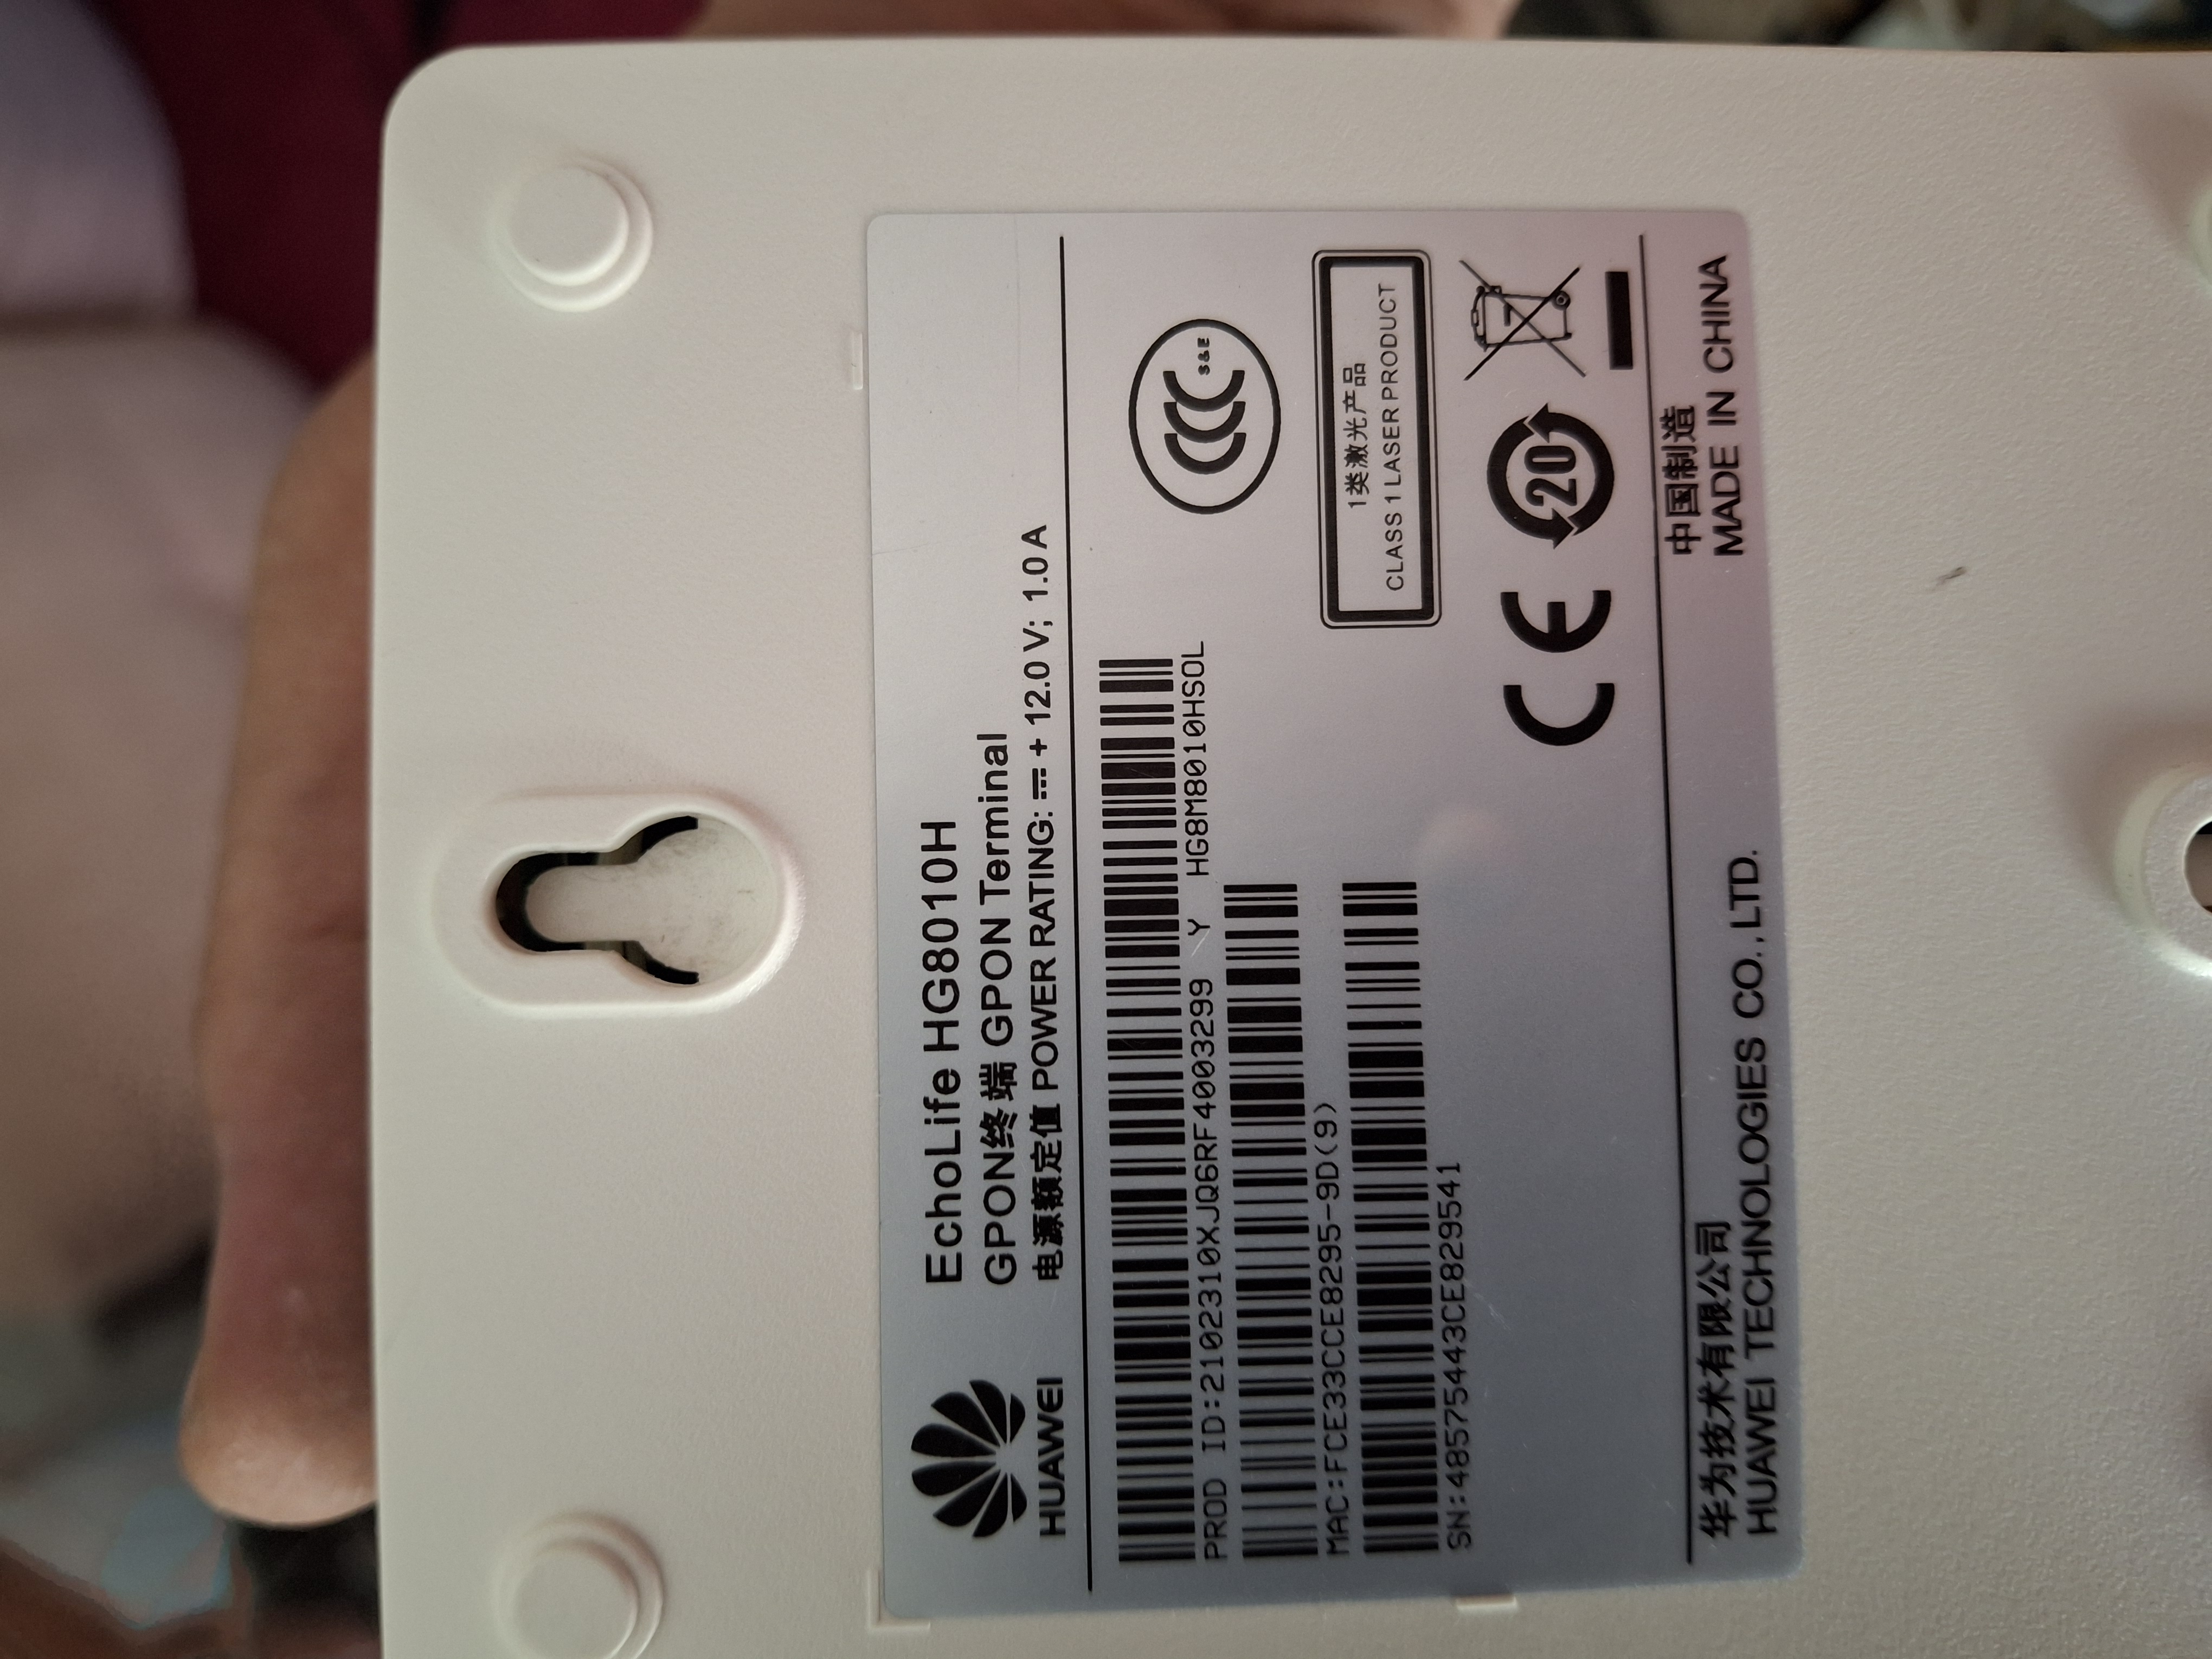 HUAWEI
EchoLife HG8010H
GPON终端 GPON Terminal
电源额定值 POWER RATING: ⎓ + 12.0 V; 1.0 A
PROD ID:2102310XJQ6RF4003299 Y HG8M8010HSOL
MAC:FCE33CCE8295-9D(9)
SN:48575443CE829541
CCC S&E
1类激光产品
CLASS 1 LASER PRODUCT
CE 20
华为技术有限公司
HUAWEI TECHNOLOGIES CO., LTD.
中国制造
MADE IN CHINA